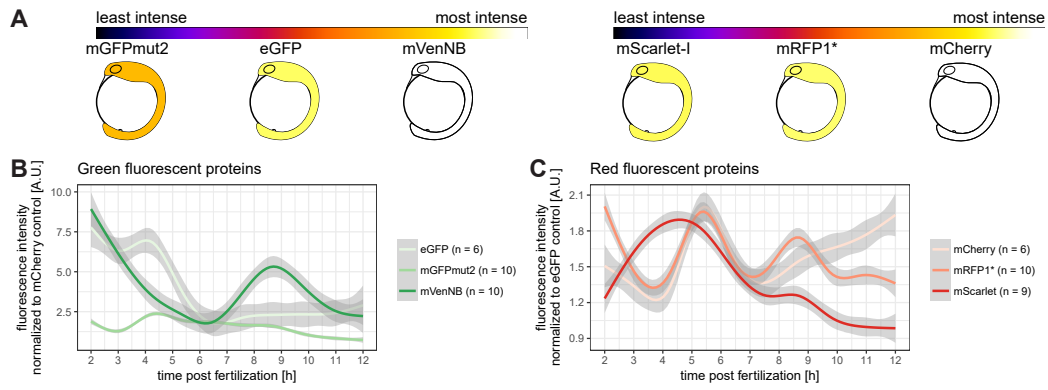 A
least intense most intense
mGFPmut2 eGFP mVenNB
least intense most intense
mScarlet-I mRFP1* mCherry
B Green fluorescent proteins
fluorescence intensity
normalized to mCherry control [A.U.]
10.0
7.5
5.0
2.5
2 3 4 5 6 7 8 9 10 11 12
time post fertilization [h]
eGFP (n = 6)
mGFPmut2 (n = 10)
mVenNB (n = 10)
C Red fluorescent proteins
fluorescence intensity
normalized to eGFP control [A.U.]
2.1
1.8
1.5
1.2
0.9
2 3 4 5 6 7 8 9 10 11 12
time post fertilization [h]
mCherry (n = 6)
mRFP1* (n = 10)
mScarlet (n = 9)